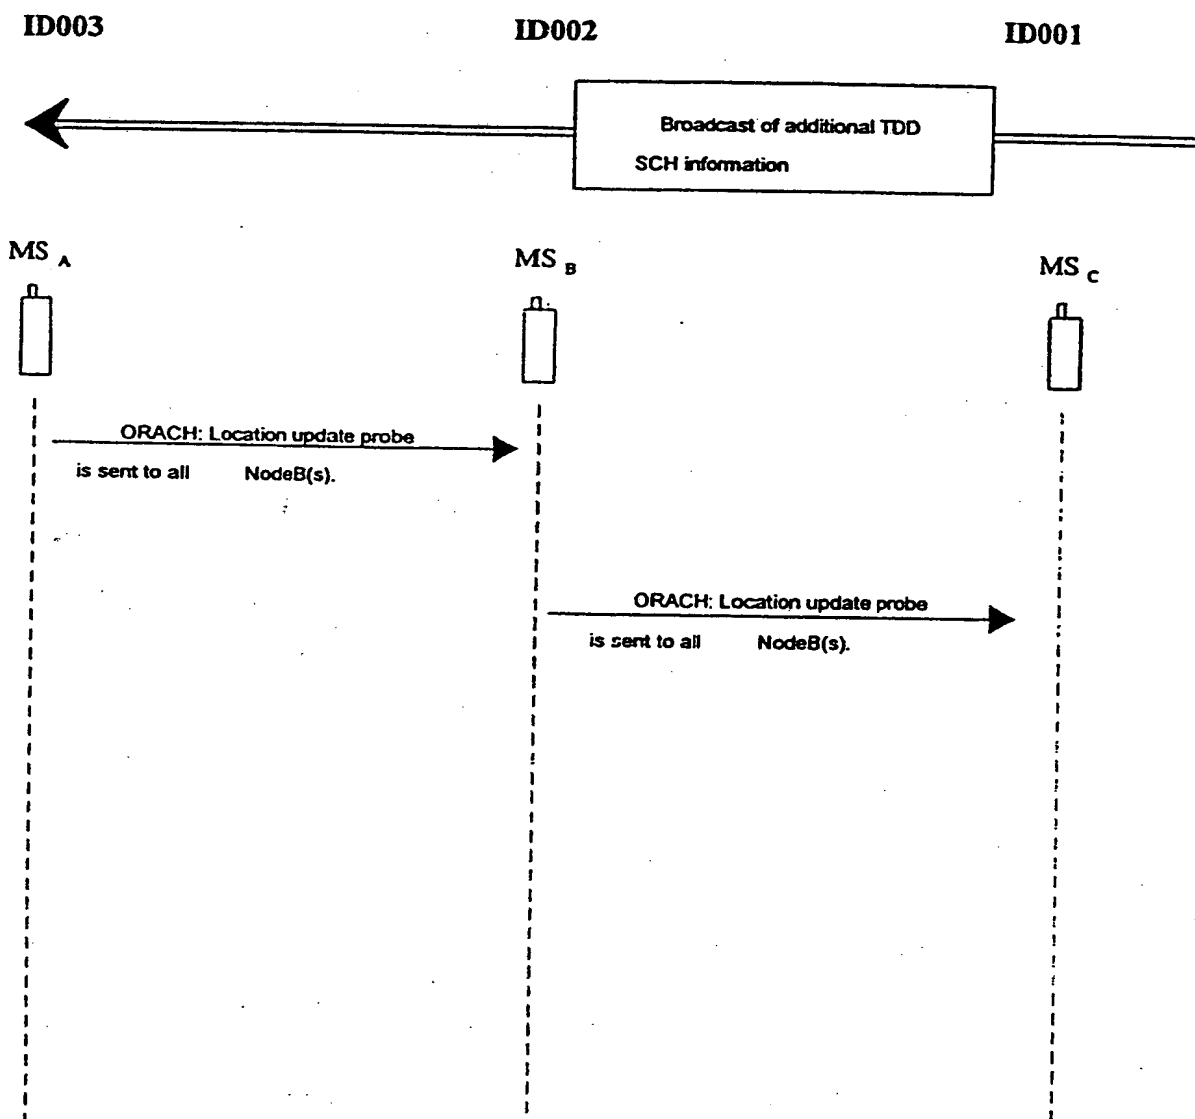 ID003 ID002 ID001
Broadcast of additional TDD
SCH information
MS A MS B MS C
ORACH: Location update probe
is sent to all NodeB(s).
ORACH: Location update probe
is sent to all NodeB(s).